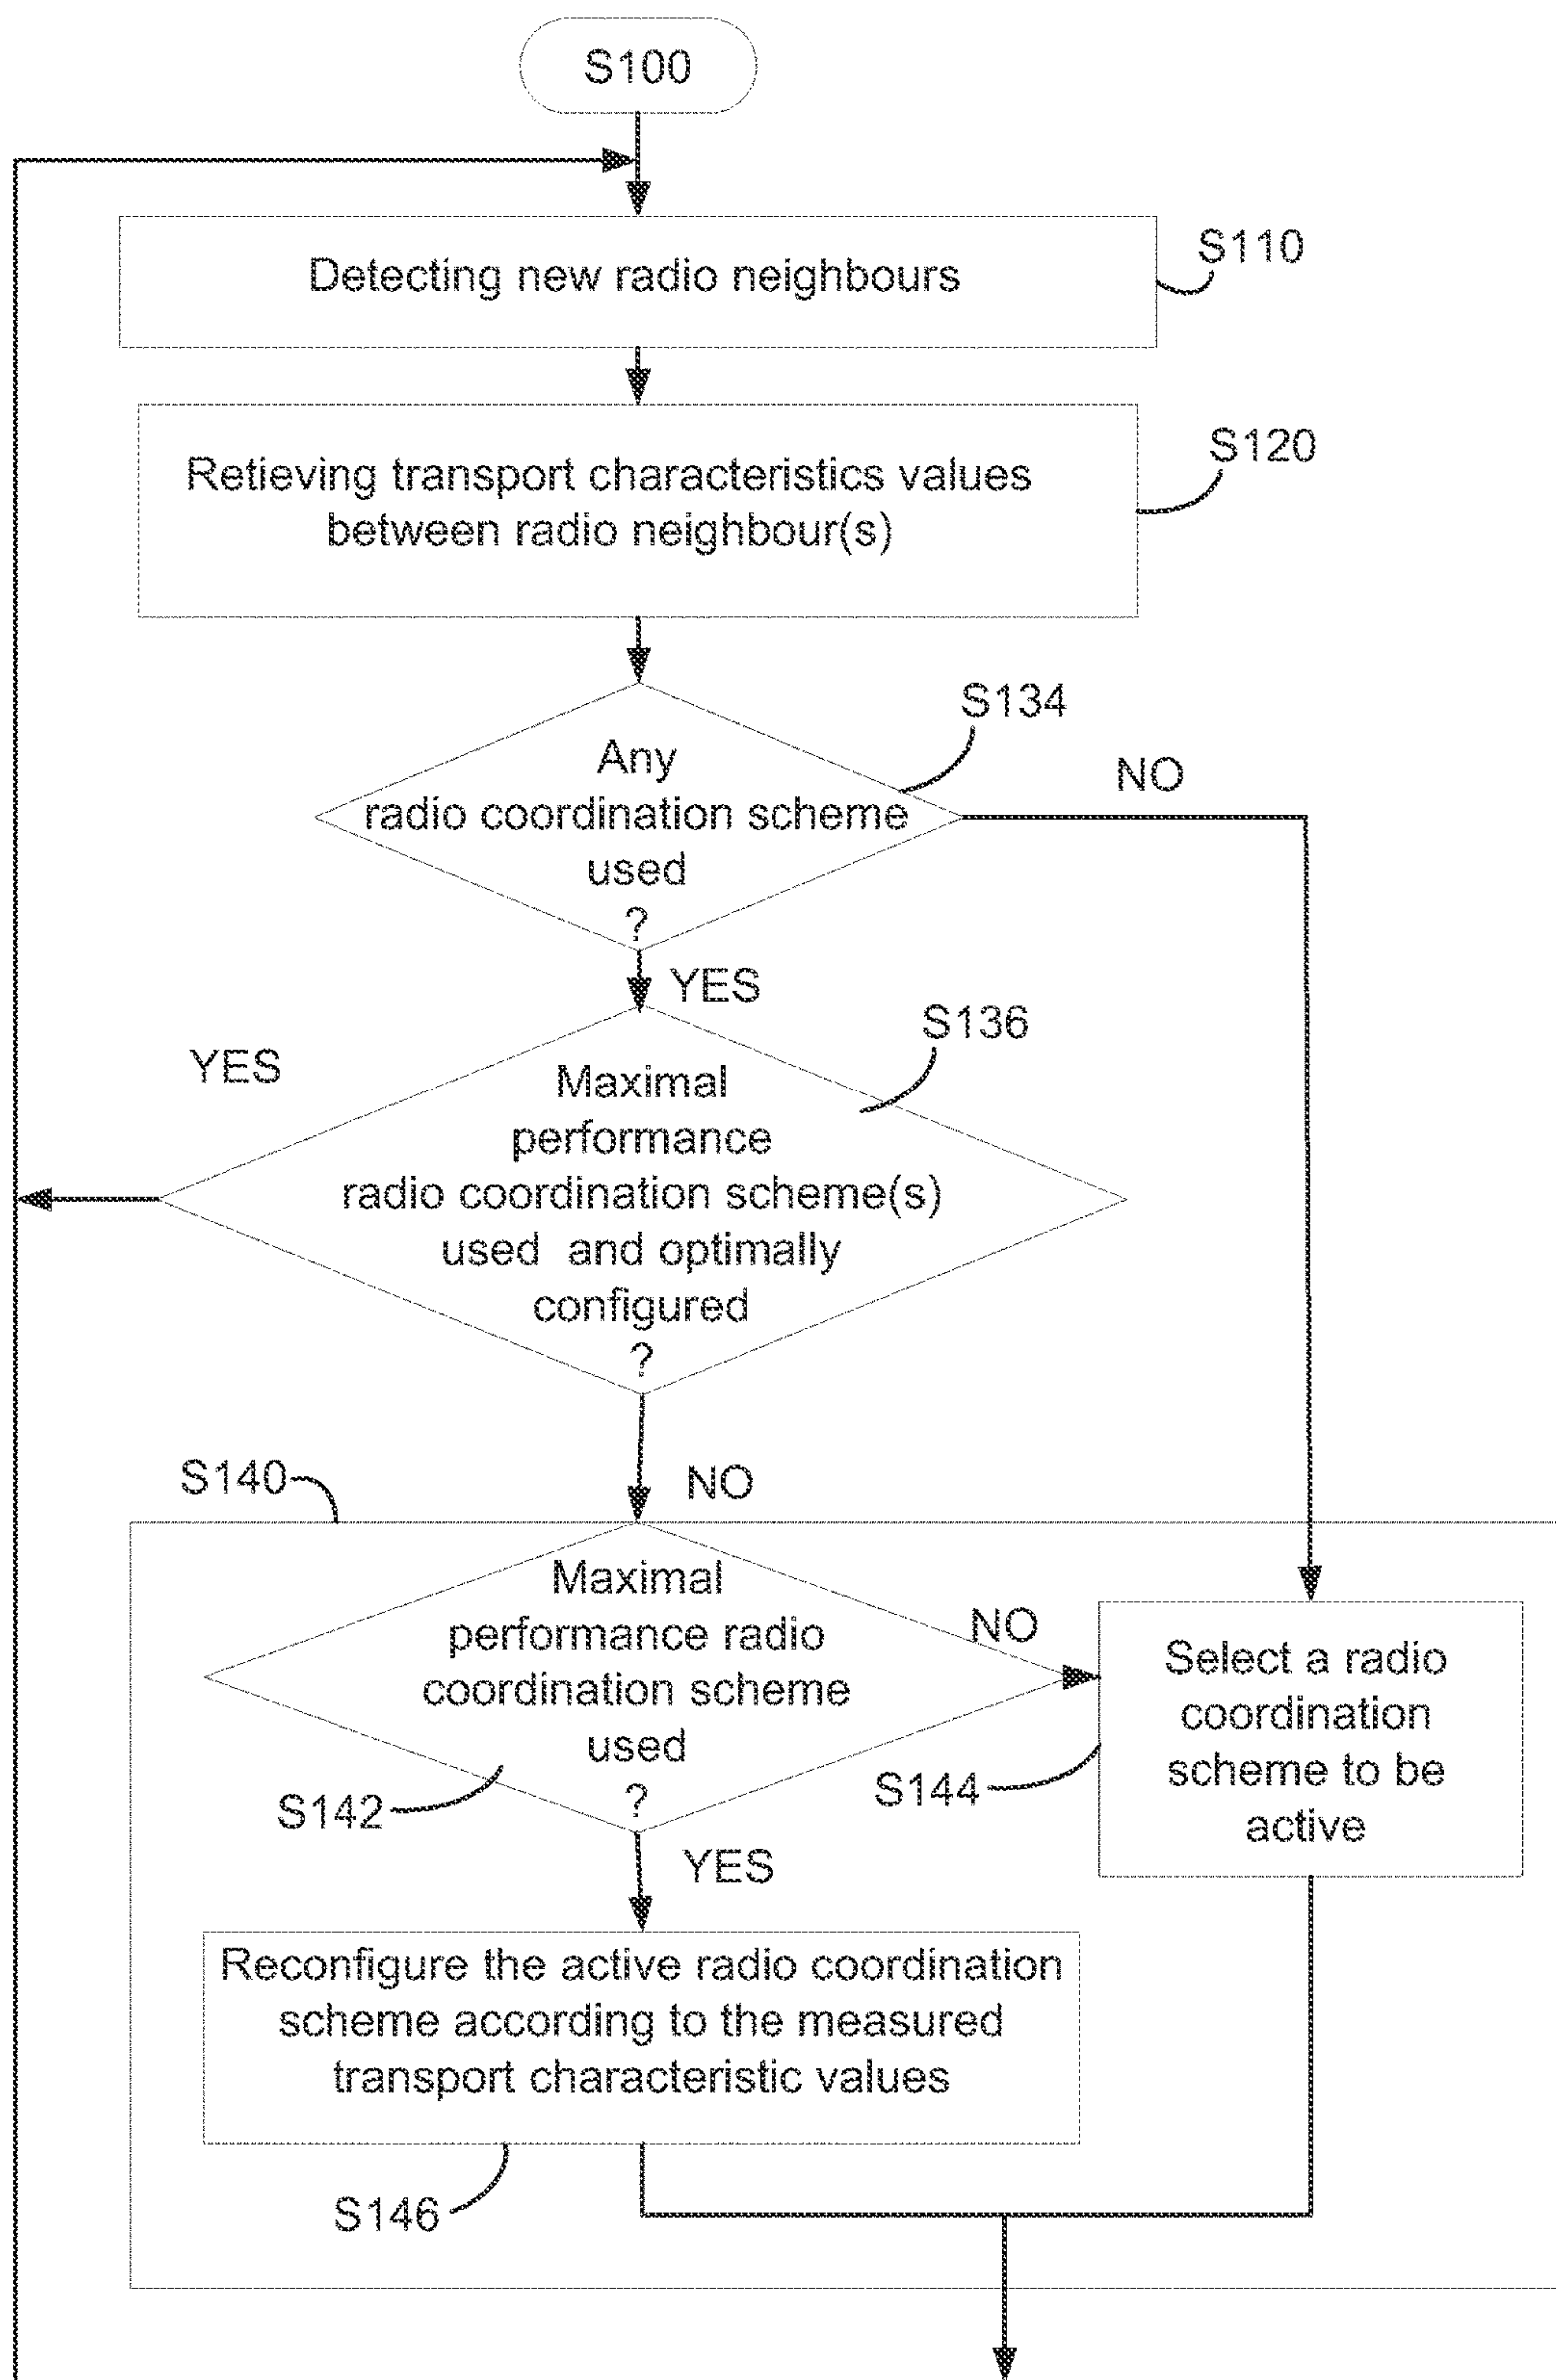 S100
Detecting new radio neighbours
S110
Retieving transport characteristics values
between radio neighbour(s)
S120
S134
Any
radio coordination scheme
used
?
NO
YES
S136
YES
Maximal
performance
radio coordination scheme(s)
used and optimally
configured
?
S140
NO
Maximal
performance radio
coordination scheme
used
?
NO
S142
S144
Select a radio
coordination
scheme to be
active
YES
Reconfigure the active radio coordination
scheme according to the measured
transport characteristic values
S146